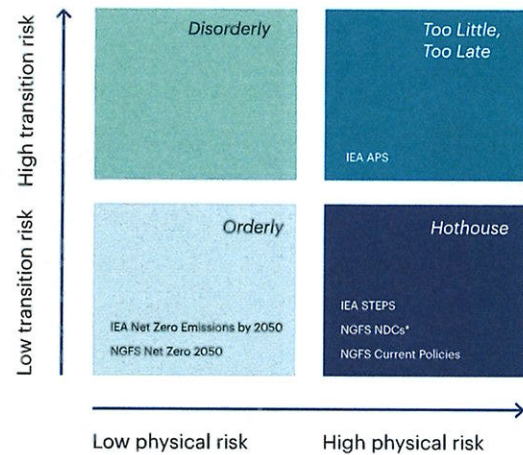 High transition risk
Disorderly
Too Little,
Too Late
IEA APS
Low transition risk
Orderly
IEA Net Zero Emissions by 2050
NGFS Net Zero 2050
Hothouse
IEA STEPS
NGFS NDCs*
NGFS Current Policies
Low physical risk
High physical risk